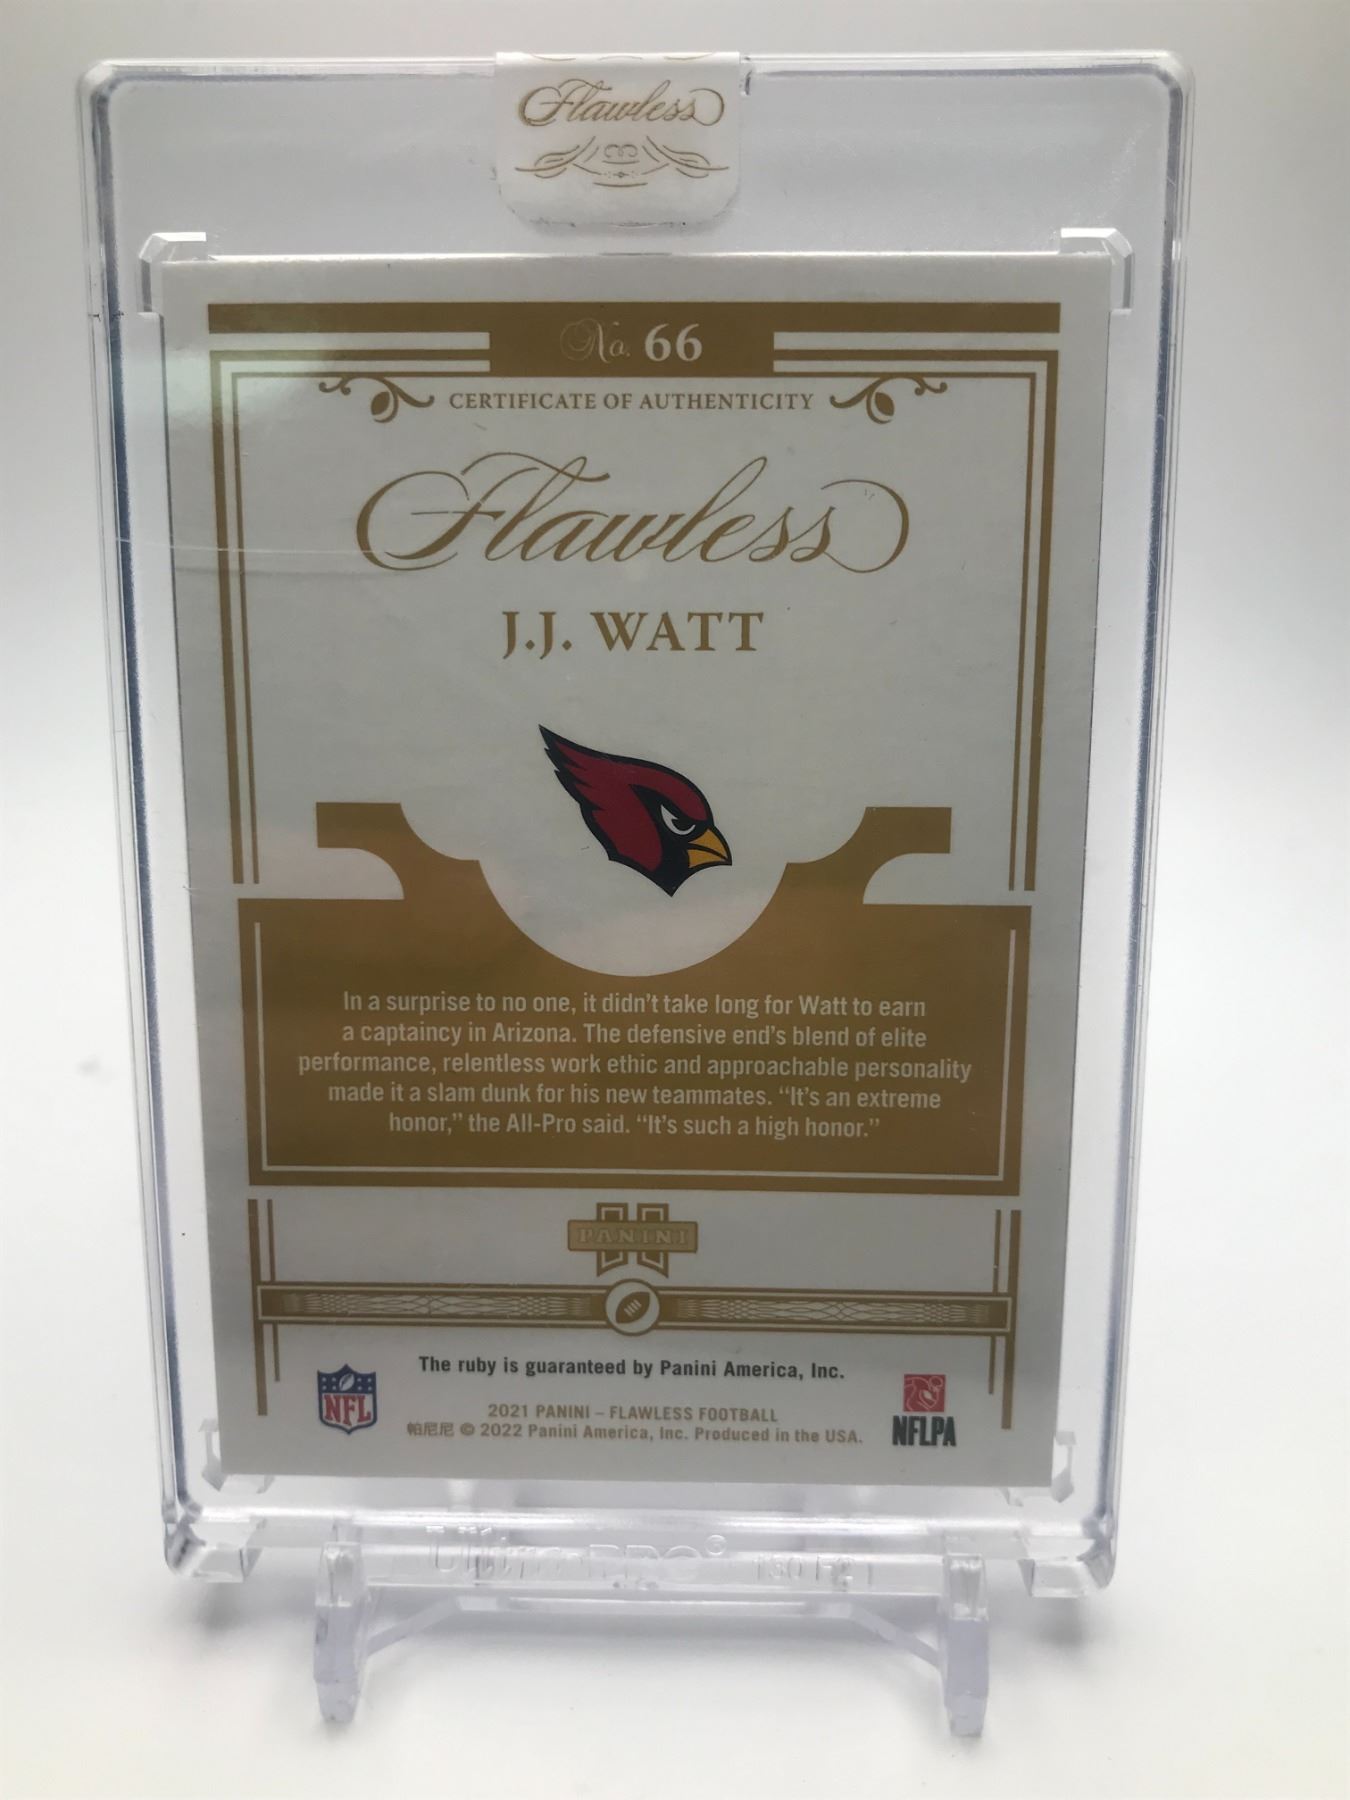 Flawless
No. 66
CERTIFICATE OF AUTHENTICITY
Flawless
J.J. WATT
In a surprise to no one, it didn't take long for Watt to earn
a captaincy in Arizona. The defensive end's blend of elite
performance, relentless work ethic and approachable personality
made it a slam dunk for his new teammates. “It's an extreme
honor,” the All-Pro said. “It's such a high honor.”
PANINI
The ruby is guaranteed by Panini America, Inc.
NFL
2021 PANINI – FLAWLESS FOOTBALL
帕尼尼 © 2022 Panini America, Inc. Produced in the USA.
NFLPA
Ultra•PRO®